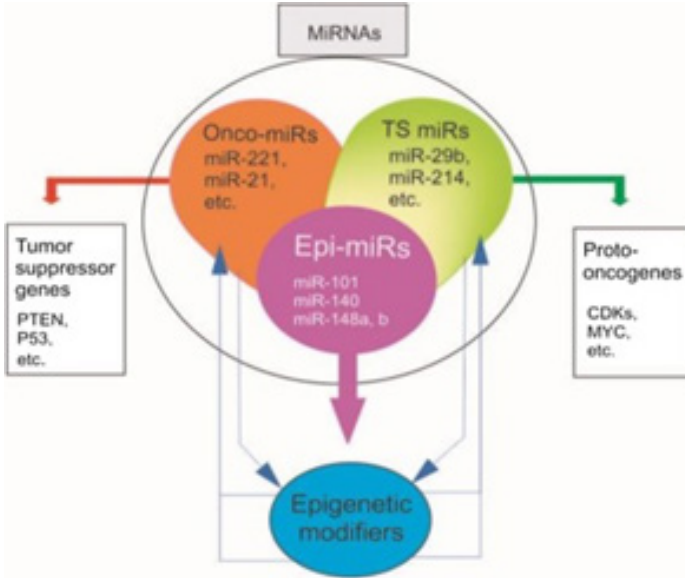 MiRNAs
Onco-miRs
miR-221,
miR-21,
etc.
TS miRs
miR-29b,
miR-214,
etc.
Epi-miRs
miR-101
miR-140
miR-148a, b
Tumor
suppressor
genes
PTEN,
P53,
etc.
Proto-
oncogenes
CDKs,
MYC,
etc.
Epigenetic
modifiers